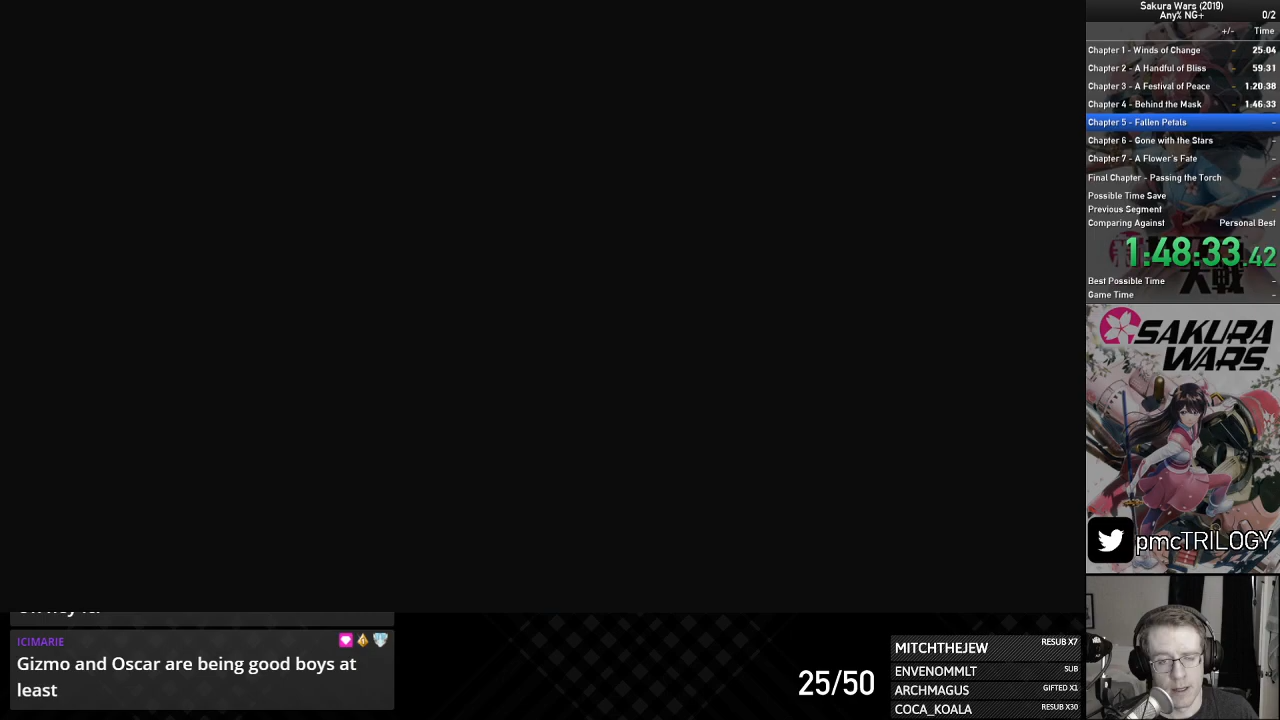 Sakura Wars (2019)
Any% NG+ 0/2
+/- Time
Chapter 1 - Winds of Change - 25:04
Chapter 2 - A Handful of Bliss - 59:31
Chapter 3 - A Festival of Peace - 1:20:38
Chapter 4 - Behind the Mask - 1:46:33
Chapter 5 - Fallen Petals -
Chapter 6 - Gone with the Stars -
Chapter 7 - A Flower's Fate -
Final Chapter - Passing the Torch -
Possible Time Save -
Previous Segment -
Comparing Against Personal Best
1:48:33.42
Best Possible Time -
Game Time -
SAKURA
WARS
pmcTRILOGY
ICIMARIE
Gizmo and Oscar are being good boys at
least
25/50
MITCHTHEJEW RESUB X7
ENVENOMMLT SUB
ARCHMAGUS GIFTED X1
COCA_KOALA RESUB X30